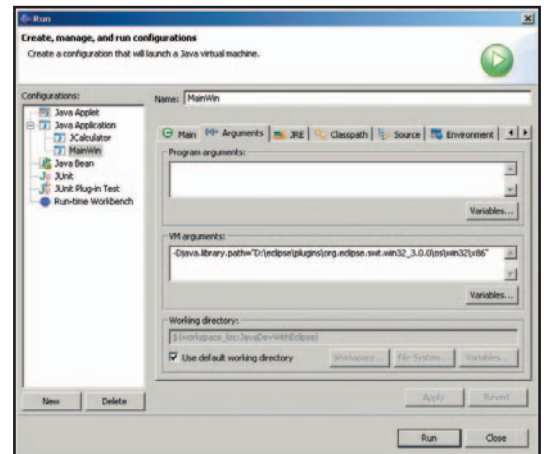 Run
Create, manage, and run configurations
Create a configuration that will launch a Java virtual machine.
Configurations:
Java Applet
Java Application
JCalculator
MainWin
Java Bean
JUnit
JUnit Plug-in Test
Run-time Workbench
New
Delete
Name: MainWin
Main
(x)= Arguments
JRE
Classpath
Source
Environment
Program arguments:
Variables...
VM arguments:
-Djava.library.path="D:\eclipse\plugins\org.eclipse.swt.win32_3.0.0\os\win32\x86"
Variables...
Working directory:
${workspace_loc:JavaDevWithEclipse}
Use default working directory
Workspace...
File System...
Variables...
Apply
Revert
Run
Close